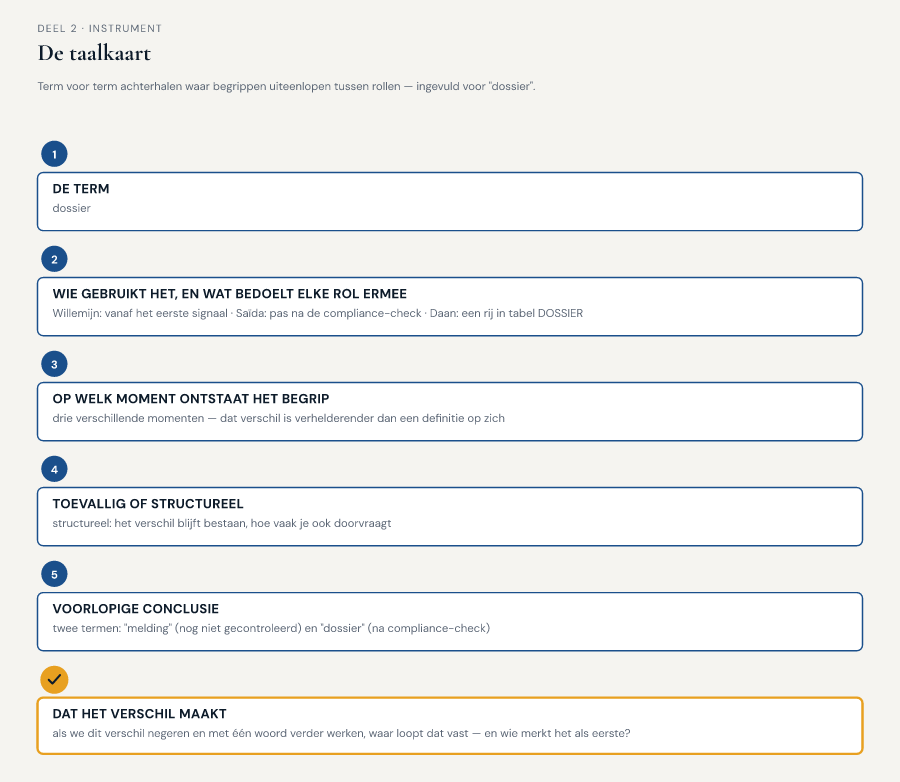 DEEL 2 · INSTRUMENT
De taalkaart
Term voor term achterhalen waar begrippen uiteenlopen tussen rollen — ingevuld voor "dossier".
1
DE TERM
dossier
2
WIE GEBRUIKT HET, EN WAT BEDOELT ELKE ROL ERMEE
Willemijn: vanaf het eerste signaal · Saïda: pas na de compliance-check · Daan: een rij in tabel DOSSIER
3
OP WELK MOMENT ONTSTAAT HET BEGRIP
drie verschillende momenten — dat verschil is verhelderender dan een definitie op zich
4
TOEVALLIG OF STRUCTUREEL
structureel: het verschil blijft bestaan, hoe vaak je ook doorvraagt
5
VOORLOPIGE CONCLUSIE
twee termen: "melding" (nog niet gecontroleerd) en "dossier" (na compliance-check)
DAT HET VERSCHIL MAAKT
als we dit verschil negeren en met één woord verder werken, waar loopt dat vast — en wie merkt het als eerste?